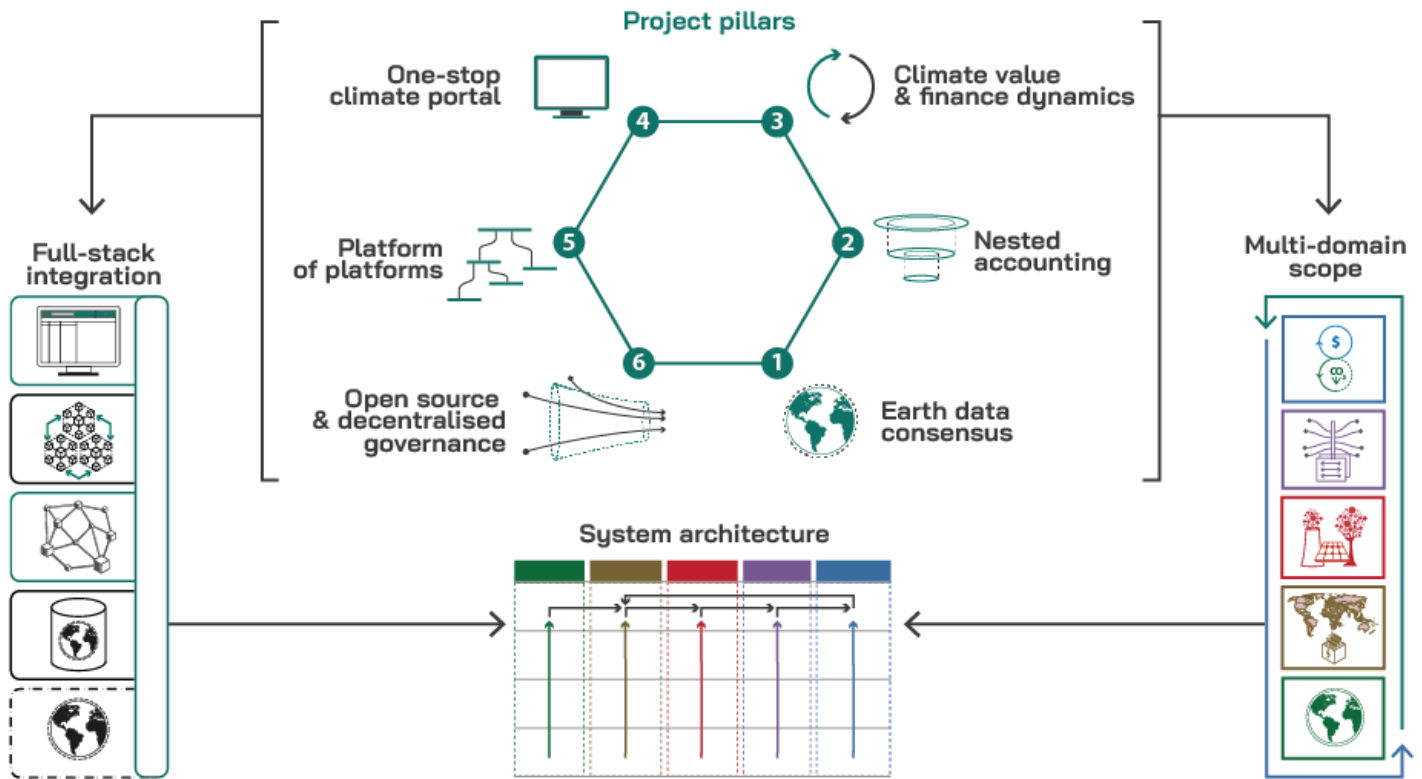 Project pillars
One-stop
climate portal
Climate value
& finance dynamics
4
3
Full-stack
integration
Platform
of platforms
5
2
Nested
accounting
Multi-domain
scope
$
CO2
6
1
Open source
& decentralised
governance
Earth data
consensus
System architecture
$